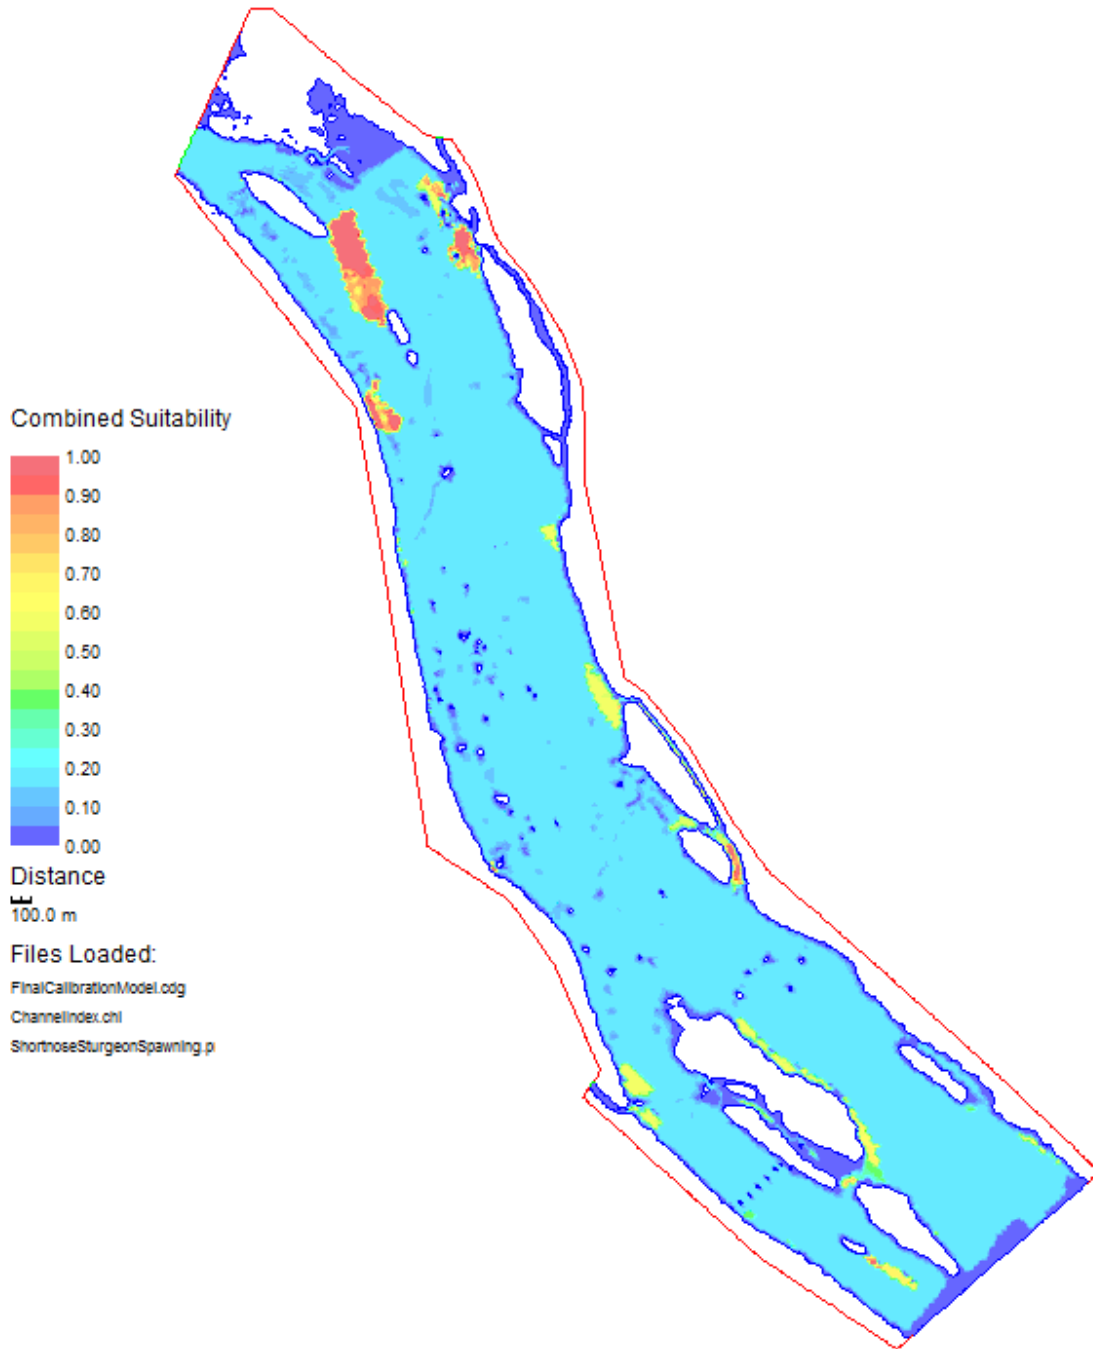 Combined Suitability
1.00
0.90
0.80
0.70
0.60
0.50
0.40
0.30
0.20
0.10
0.00
Distance
100.0 m
Files Loaded:
FinalCalibrationModel.cdg
ChannelIndex.chl
ShortnoseSturgeonSpawning.p